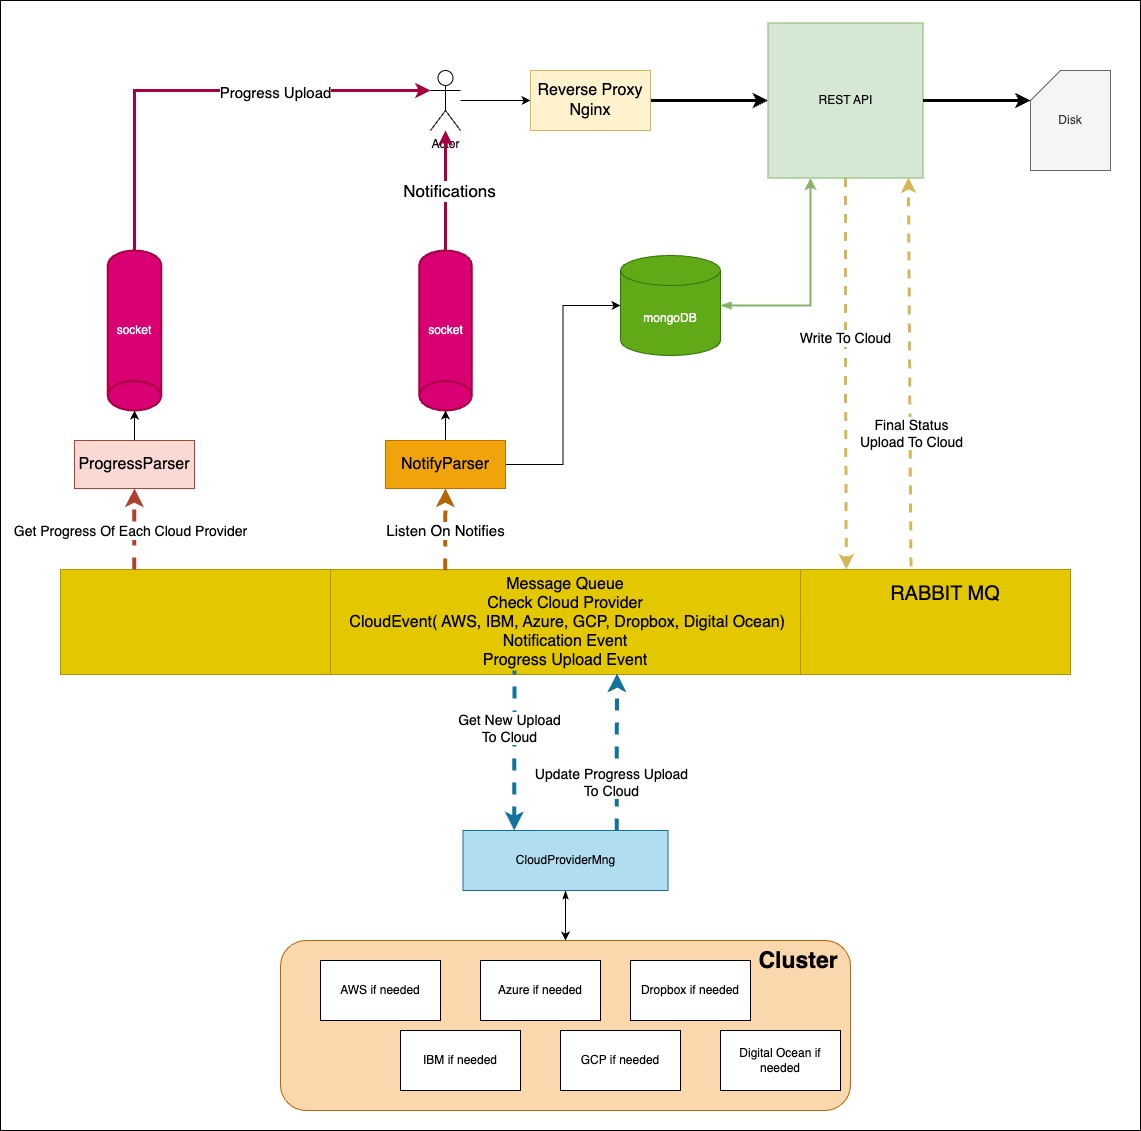 Progress Upload
Actor
Reverse Proxy
Nginx
REST API
Disk
Notifications
socket
socket
mongoDB
Write To Cloud
Final Status
Upload To Cloud
ProgressParser
NotifyParser
Get Progress Of Each Cloud Provider
Listen On Notifies
Message Queue
Check Cloud Provider
CloudEvent( AWS, IBM, Azure, GCP, Dropbox, Digital Ocean)
Notification Event
Progress Upload Event
RABBIT MQ
Get New Upload
To Cloud
Update Progress Upload
To Cloud
CloudProviderMng
Cluster
AWS if needed
Azure if needed
Dropbox if needed
IBM if needed
GCP if needed
Digital Ocean if
needed